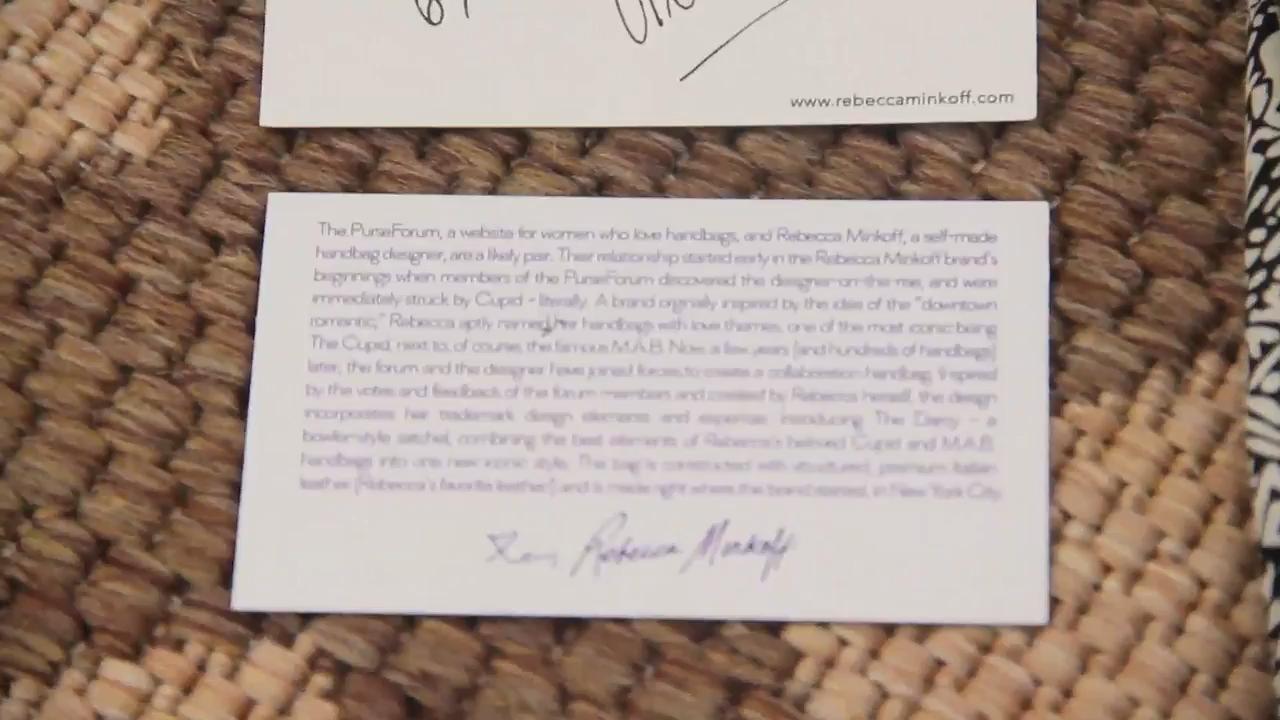 www.rebeccaminkoff.com
The PurseForum, a website for women who love handbags, and Rebecca Minkoff, a self-made
handbag designer, are a likely pair. Their relationship started early in the Rebecca Minkoff brand's
beginnings when members of the PurseForum discovered the designer-on-the-rise, and were
immediately struck by Cupid - literally. A brand originally inspired by the idea of the "downtown
romantic," Rebecca aptly named her handbags with love themes, one of the most iconic being
The Cupid, next to, of course, the famous M.A.B. Now, a few years (and hundreds of handbags)
later, the forum and the designer have joined forces to create a collaboration handbag. Inspired
by the votes and feedback of the forum members and created by Rebecca herself, the design
incorporates her trademark design elements and expertise. Introducing The Darcy - a
bowler-style satchel, combining the best elements of Rebecca's beloved Cupid and M.A.B.
handbags into one new iconic style. The bag is constructed with structured, premium Italian
leather (Rebecca's favorite leather!) and is made right where the brand started, in New York City.
Rebecca Minkoff